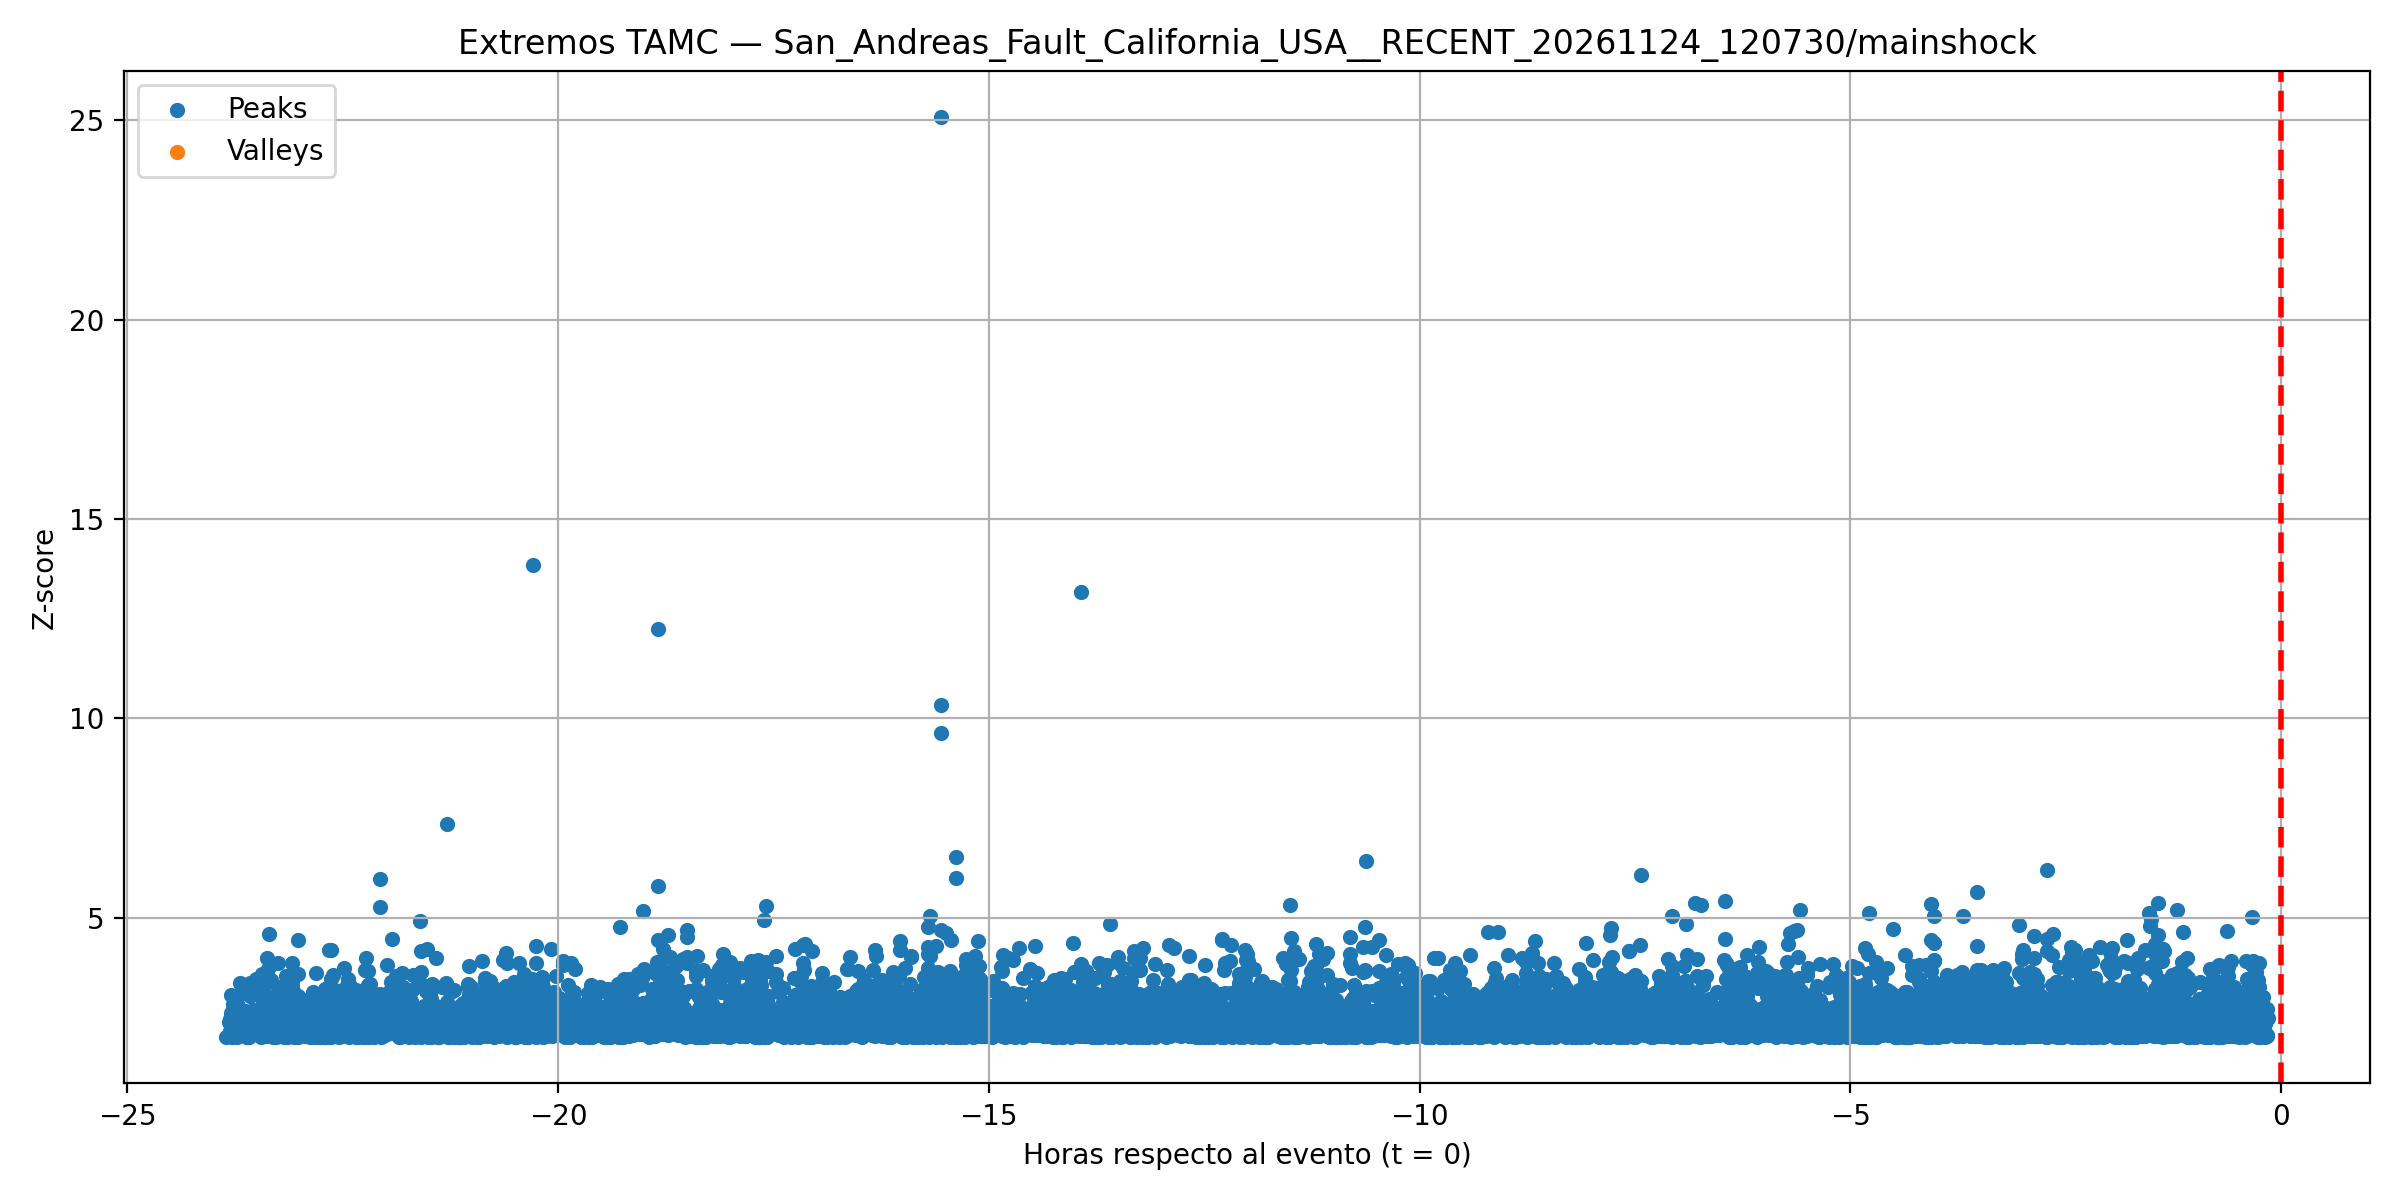 Extremos TAMC — San_Andreas_Fault_California_USA__RECENT_20261124_120730/mainshock
Peaks
Valleys
25
20
15
10
5
Z-score
−25
−20
−15
−10
−5
0
Horas respecto al evento (t = 0)